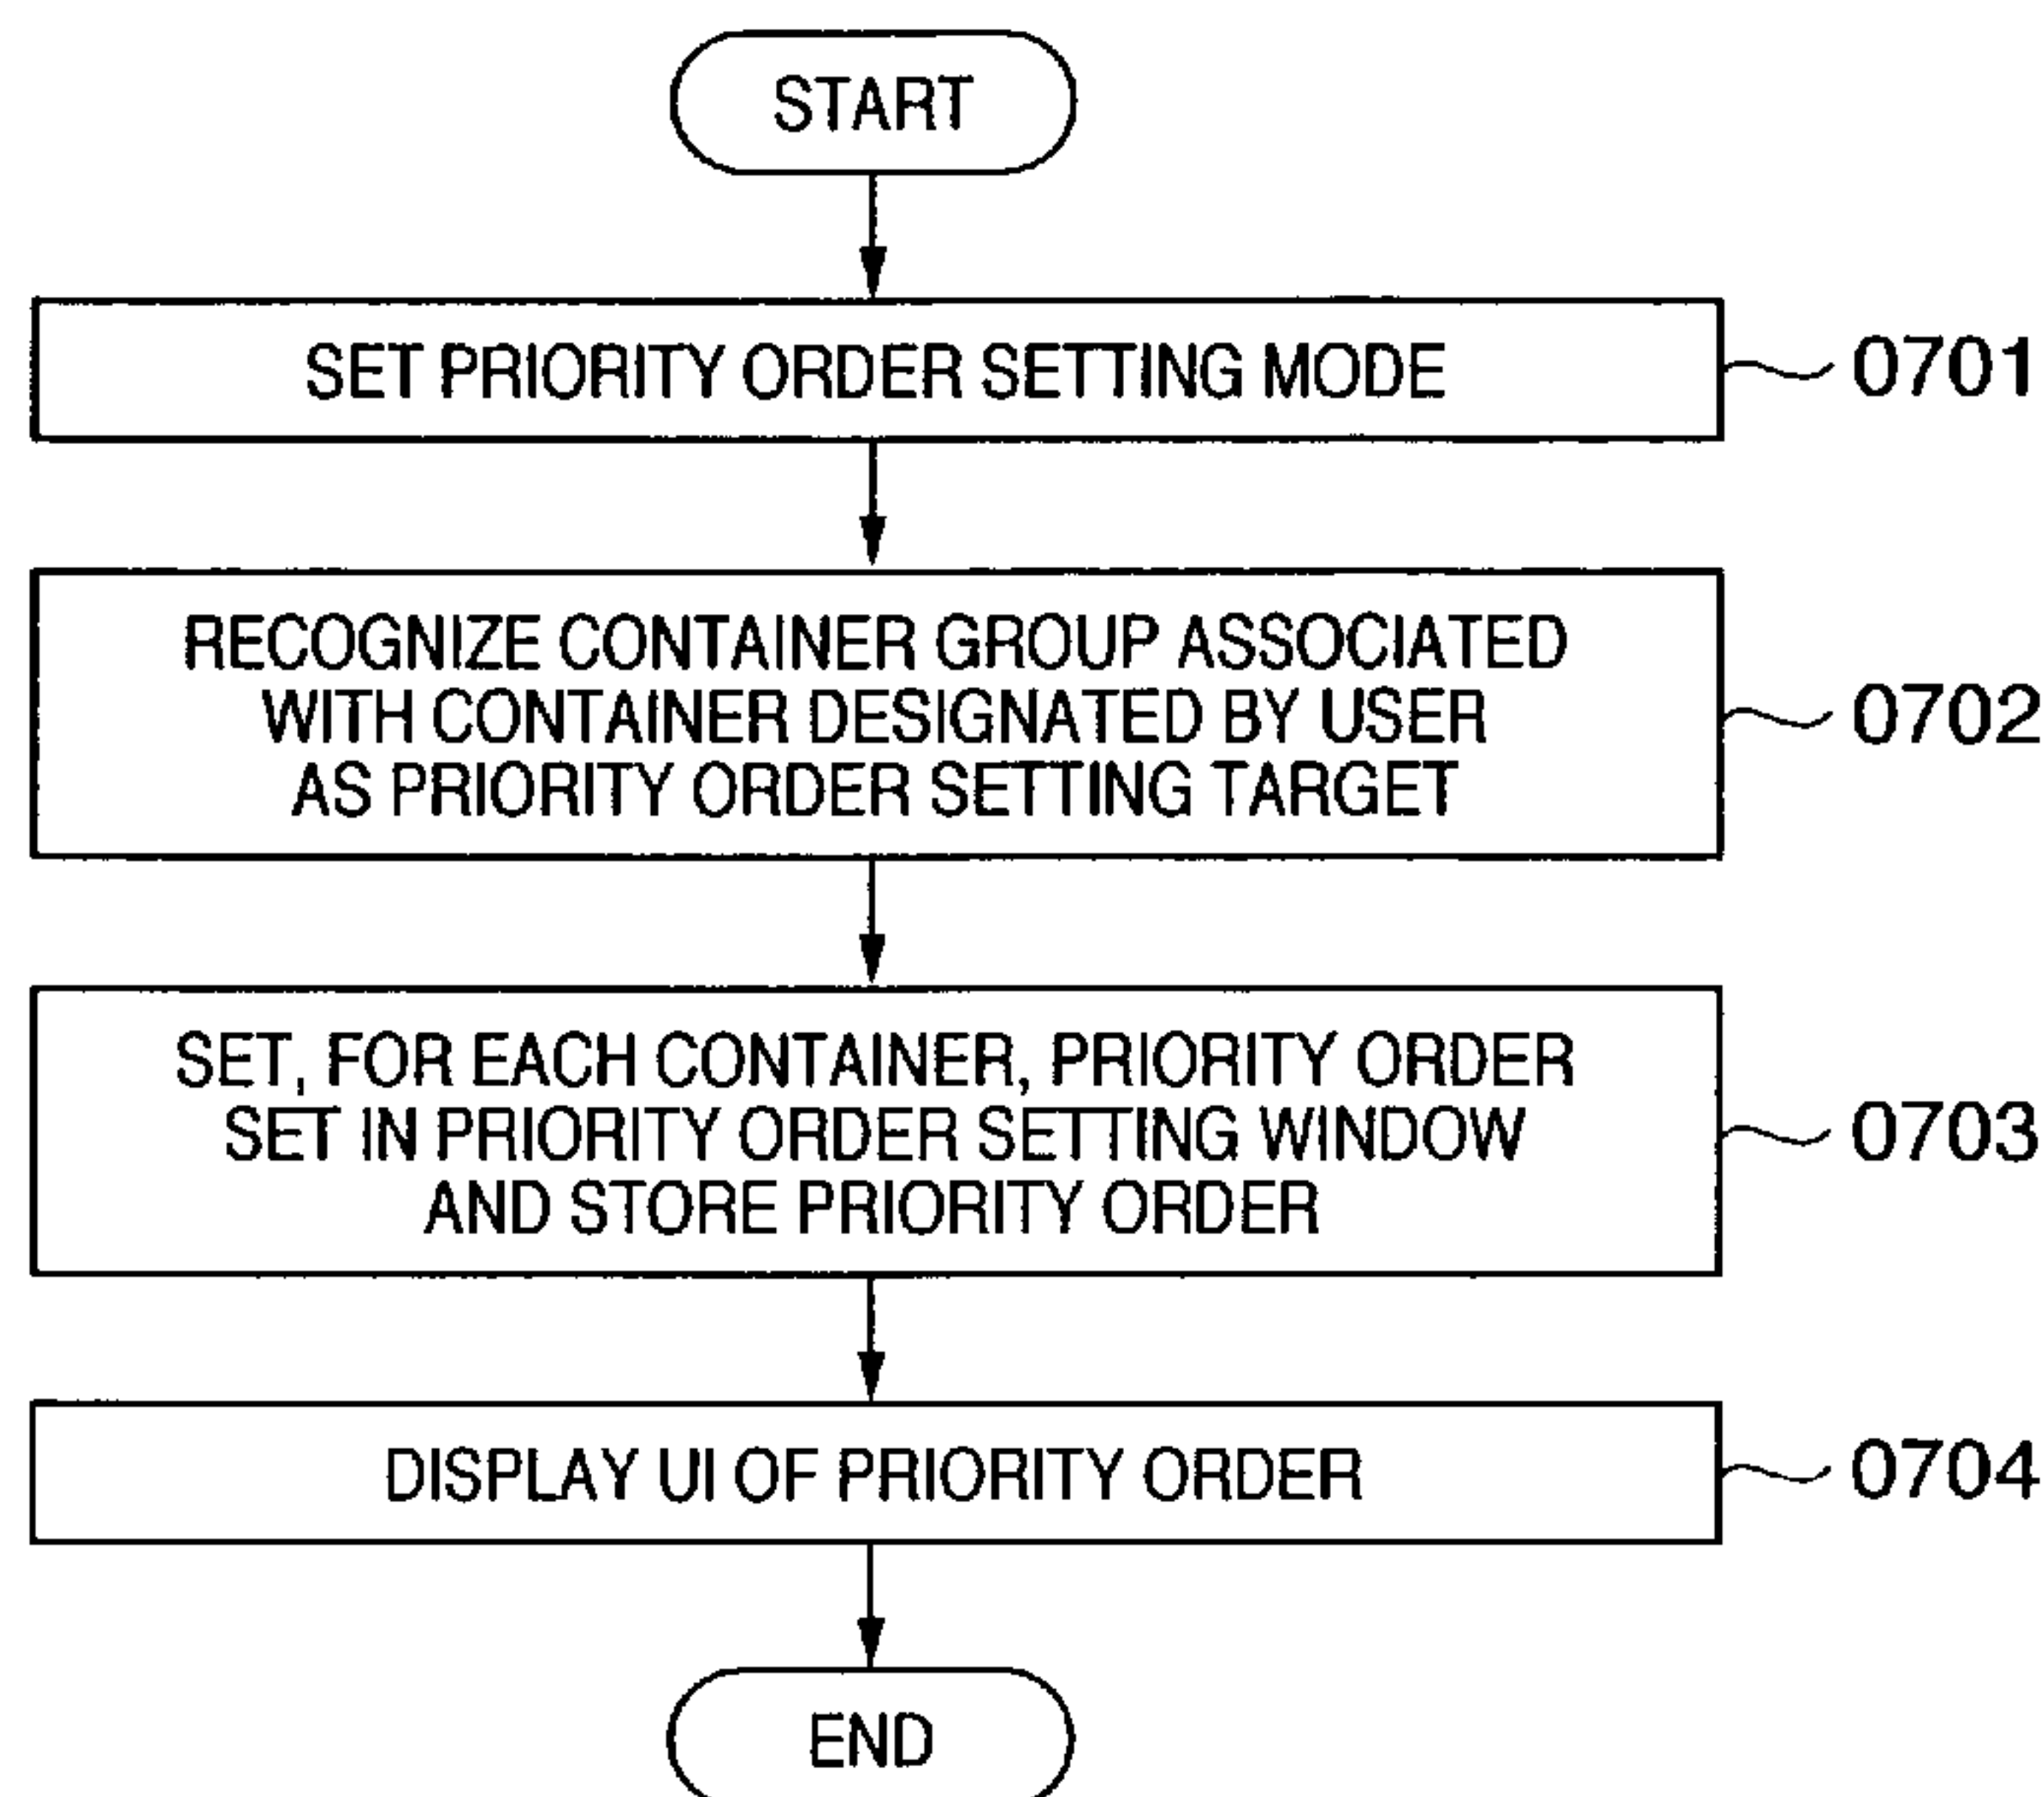 START
SET PRIORITY ORDER SETTING MODE
0701
RECOGNIZE CONTAINER GROUP ASSOCIATED
WITH CONTAINER DESIGNATED BY USER
AS PRIORITY ORDER SETTING TARGET
0702
SET, FOR EACH CONTAINER, PRIORITY ORDER
SET IN PRIORITY ORDER SETTING WINDOW
AND STORE PRIORITY ORDER
0703
DISPLAY UI OF PRIORITY ORDER
0704
END